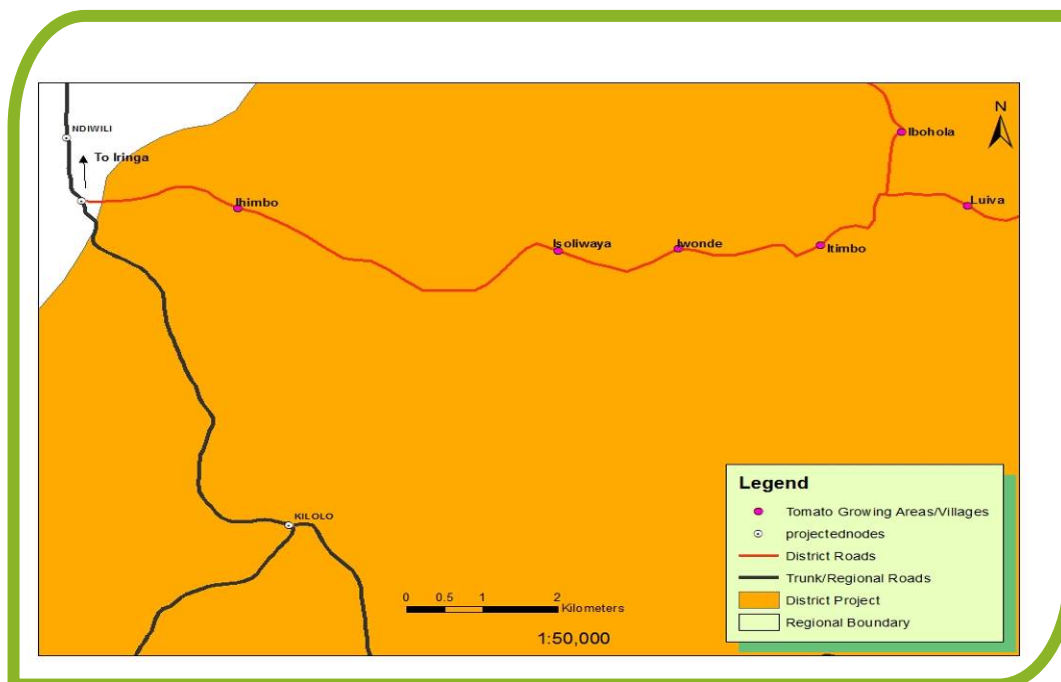 N
NDIWILI
To Iringa
Ibohola
Ihimbo
Luiva
Isoliwaya
Iwonde
Itimbo
KILOLO
Legend
Tomato Growing Areas/Villages
projectednodes
District Roads
Trunk/Regional Roads
District Project
Regional Boundary
0 0.5 1 2
Kilometers
1:50,000